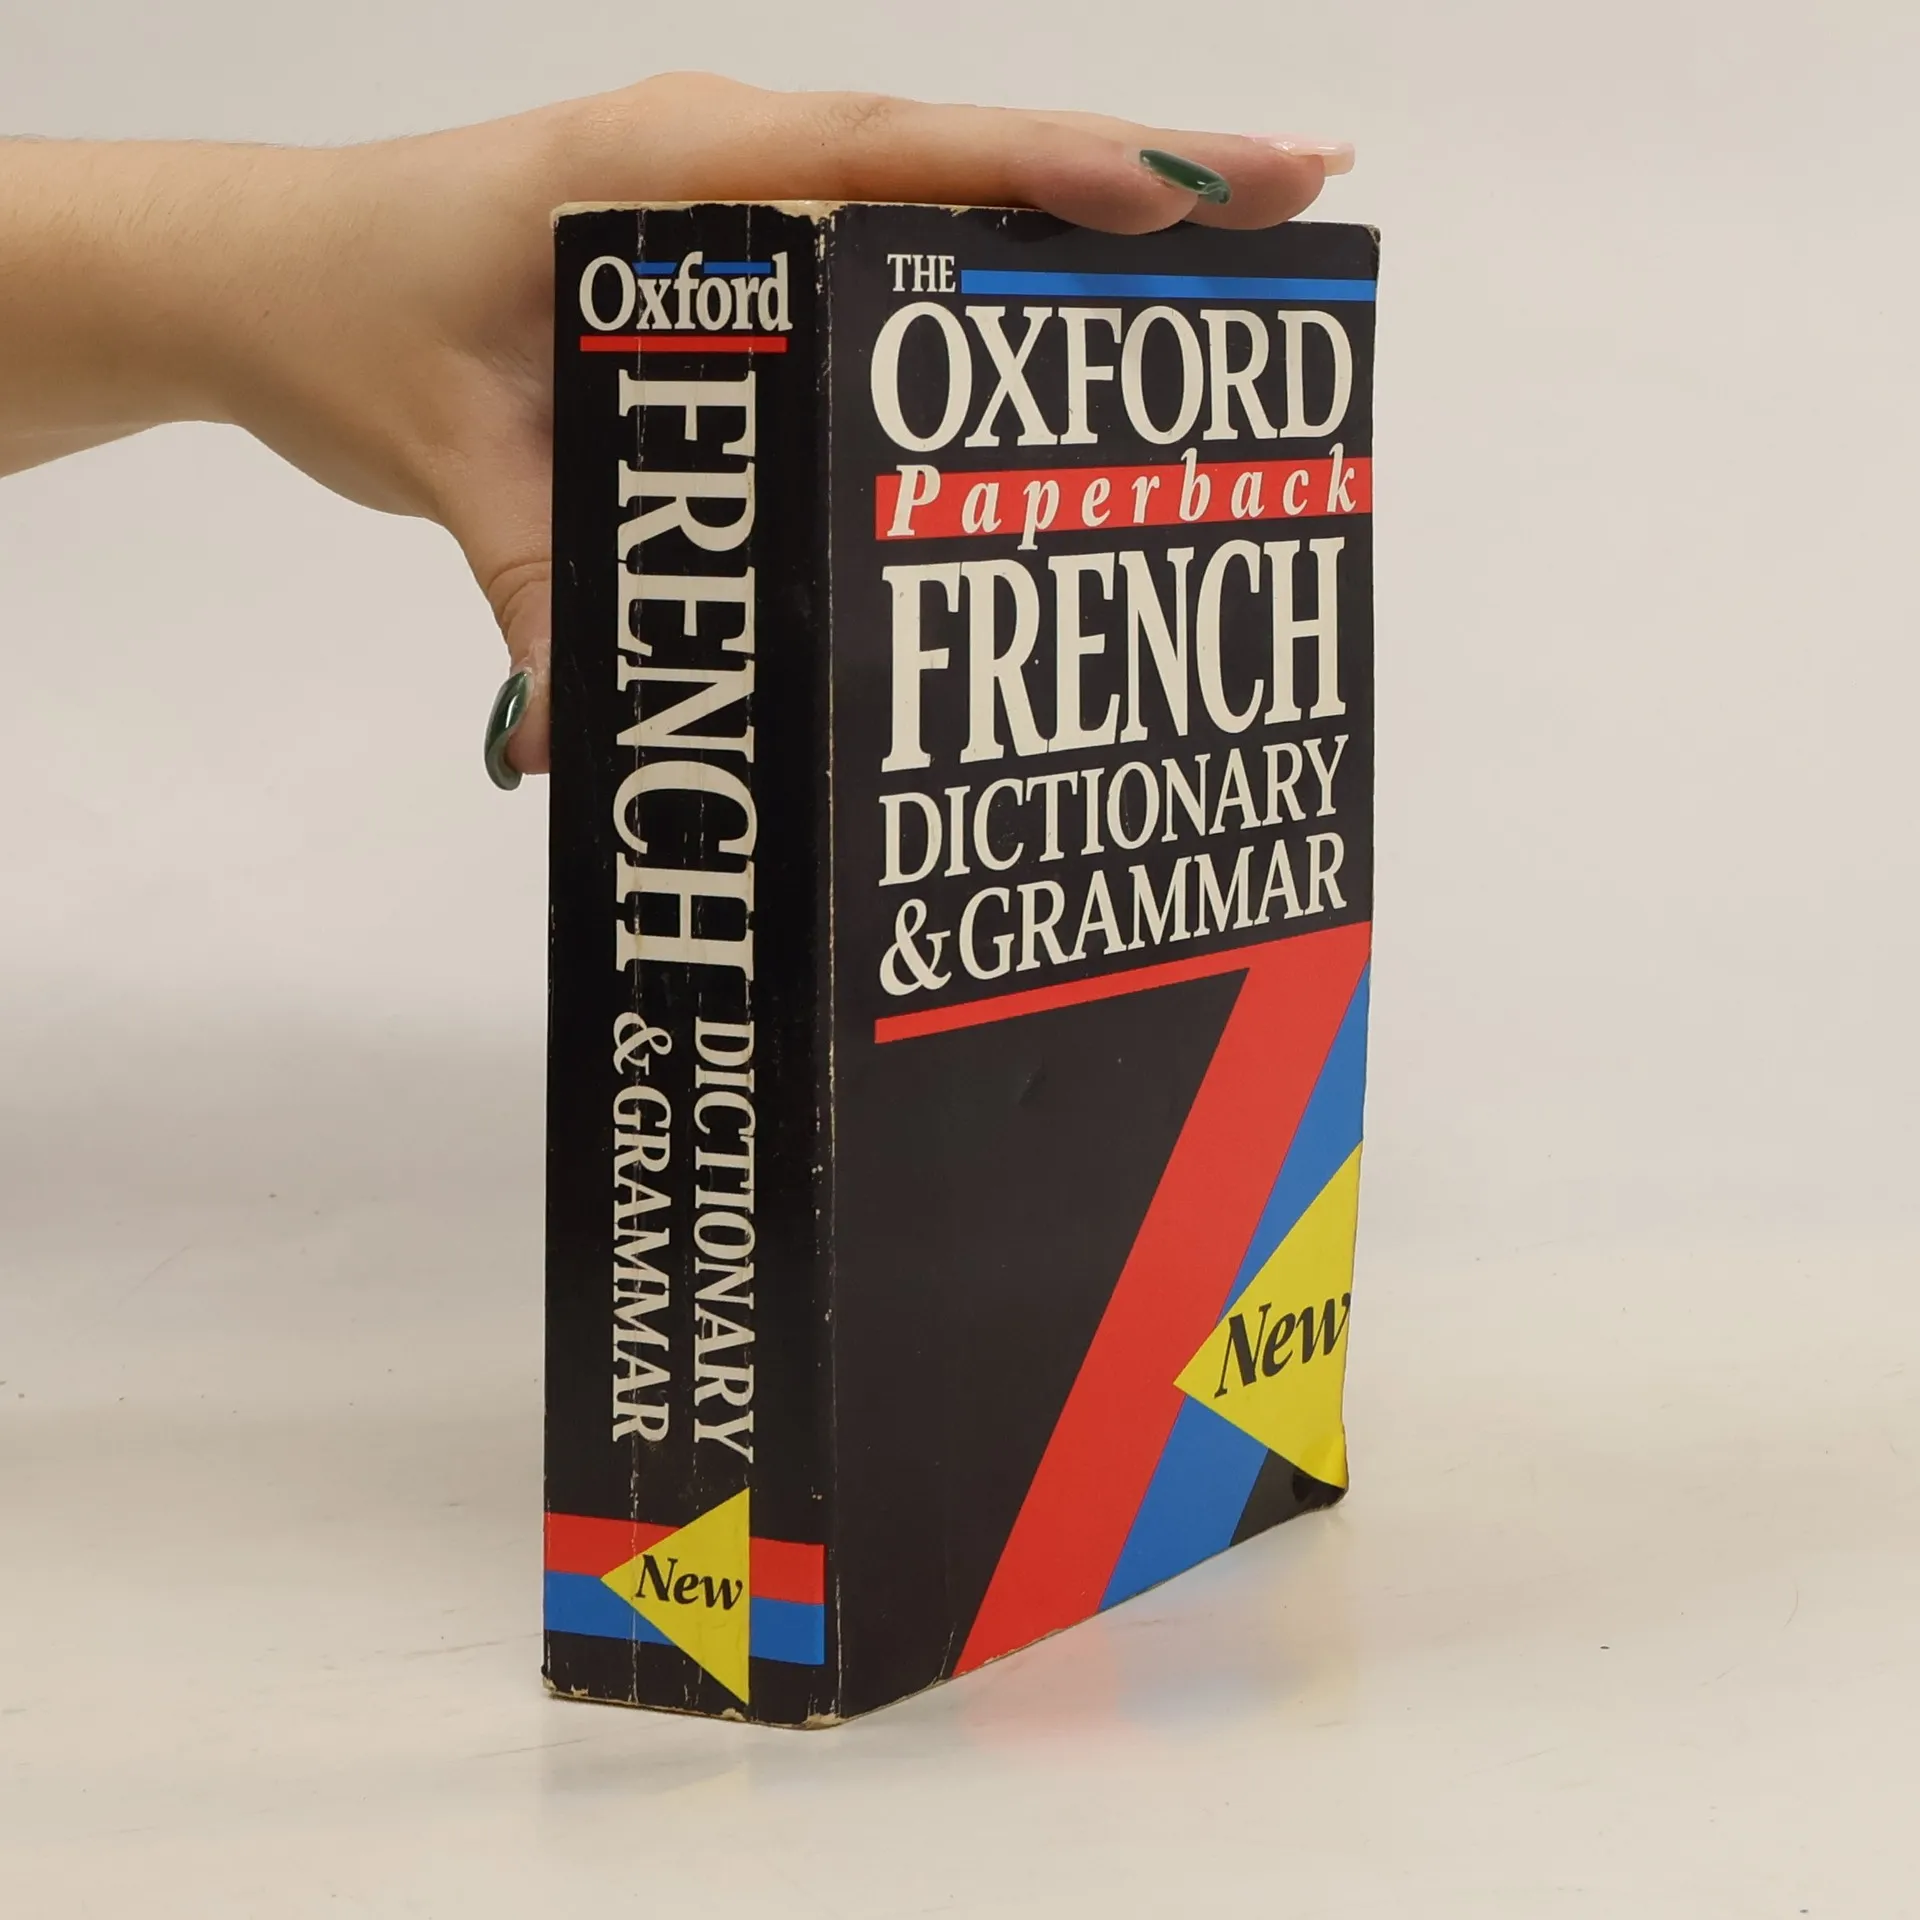 Oxford
FRENCH
DICTIONARY
& GRAMMAR
New
THE
OXFORD
Paperback
FRENCH
DICTIONARY
& GRAMMAR
New